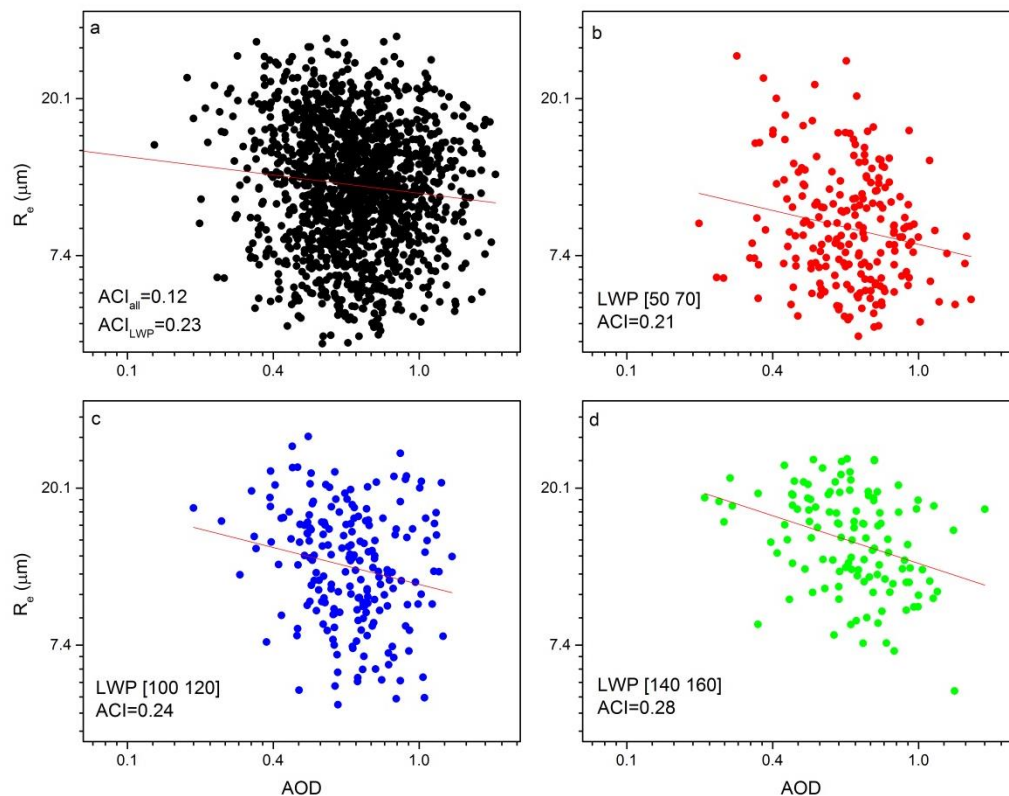 a
20.1
7.4
Rₑ (μm)
ACI_all=0.12
ACI_LWP=0.23
0.1 0.4 1.0
b
20.1
7.4
LWP [50 70]
ACI=0.21
0.1 0.4 1.0
c
20.1
7.4
Rₑ (μm)
LWP [100 120]
ACI=0.24
0.1 0.4 1.0
AOD
d
20.1
7.4
LWP [140 160]
ACI=0.28
0.1 0.4 1.0
AOD